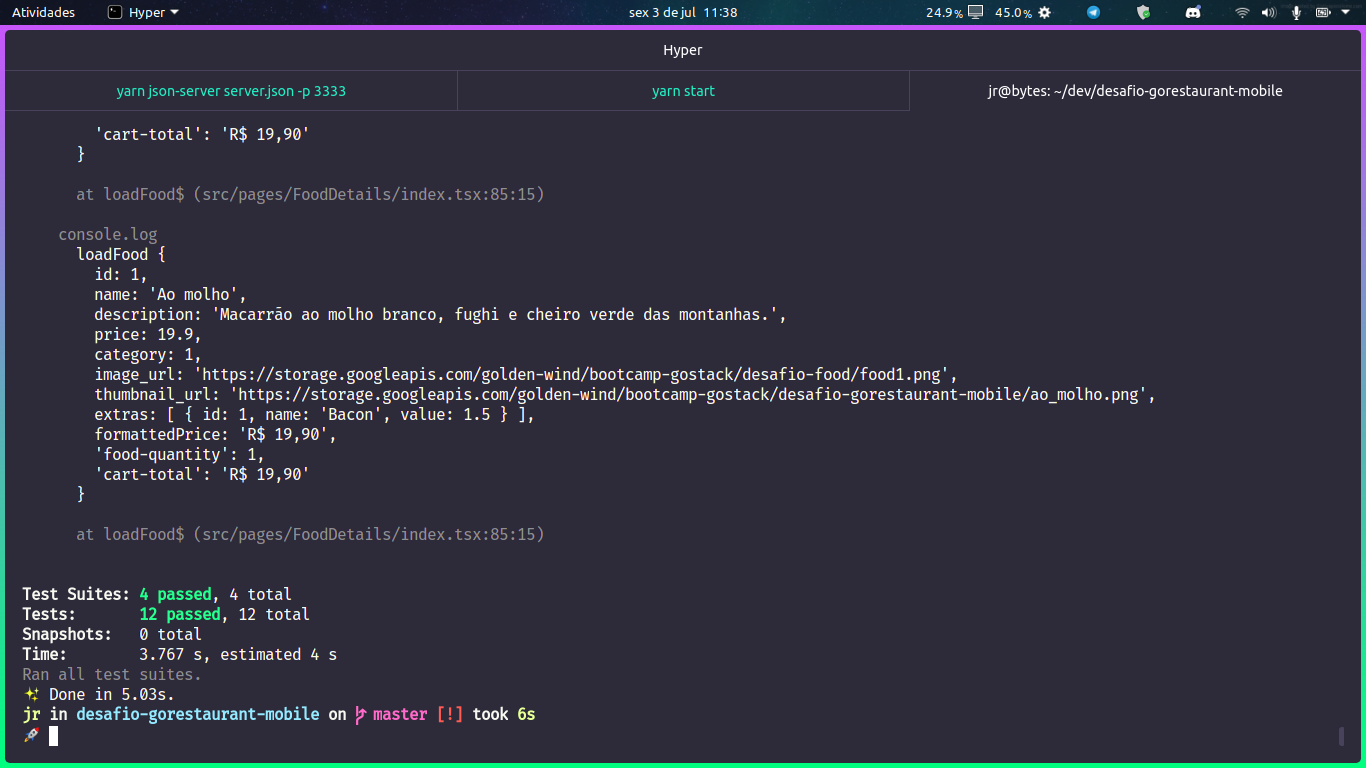 Atividades Hyper sex 3 de jul 11:38 24.9% 45.0%
Hyper
yarn json-server server.json -p 3333 yarn start jr@bytes: ~/dev/desafio-gorestaurant-mobile
'cart-total': 'R$ 19,90'
}
at loadFood$ (src/pages/FoodDetails/index.tsx:85:15)
console.log
loadFood {
id: 1,
name: 'Ao molho',
description: 'Macarrão ao molho branco, fughi e cheiro verde das montanhas.',
price: 19.9,
category: 1,
image_url: 'https://storage.googleapis.com/golden-wind/bootcamp-gostack/desafio-food/food1.png',
thumbnail_url: 'https://storage.googleapis.com/golden-wind/bootcamp-gostack/desafio-gorestaurant-mobile/ao_molho.png',
extras: [ { id: 1, name: 'Bacon', value: 1.5 } ],
formattedPrice: 'R$ 19,90',
'food-quantity': 1,
'cart-total': 'R$ 19,90'
}
at loadFood$ (src/pages/FoodDetails/index.tsx:85:15)
Test Suites: 4 passed, 4 total
Tests: 12 passed, 12 total
Snapshots: 0 total
Time: 3.767 s, estimated 4 s
Ran all test suites.
✨ Done in 5.03s.
jr in desafio-gorestaurant-mobile on master [!] took 6s
🚀